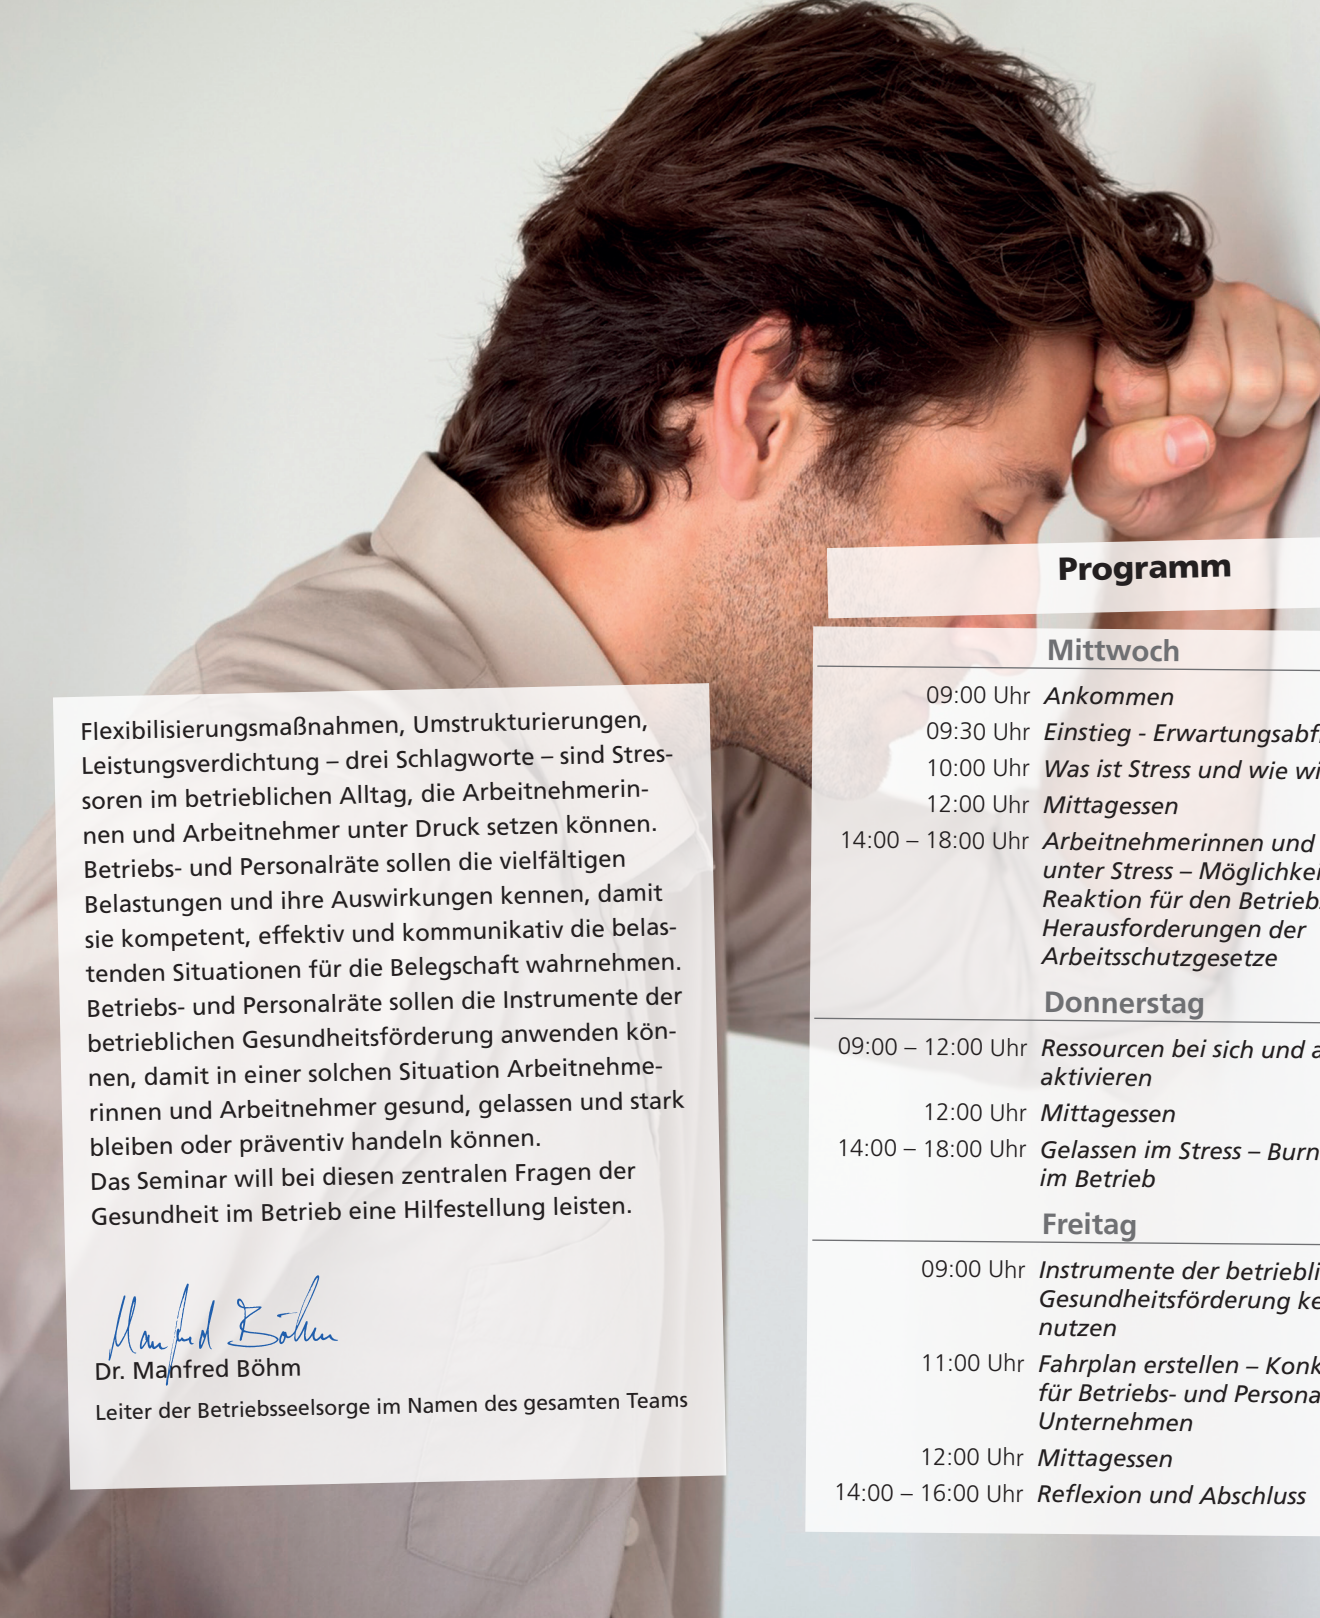 Flexibilisierungsmaßnahmen, Umstrukturierungen,
Leistungsverdichtung – drei Schlagworte – sind Stres-
soren im betrieblichen Alltag, die Arbeitnehmerin-
nen und Arbeitnehmer unter Druck setzen können.
Betriebs- und Personalräte sollen die vielfältigen
Belastungen und ihre Auswirkungen kennen, damit
sie kompetent, effektiv und kommunikativ die belas-
tenden Situationen für die Belegschaft wahrnehmen.
Betriebs- und Personalräte sollen die Instrumente der
betrieblichen Gesundheitsförderung anwenden kön-
nen, damit in einer solchen Situation Arbeitnehme-
rinnen und Arbeitnehmer gesund, gelassen und stark
bleiben oder präventiv handeln können.
Das Seminar will bei diesen zentralen Fragen der
Gesundheit im Betrieb eine Hilfestellung leisten.
Manfred Böhm
Dr. Manfred Böhm
Leiter der Betriebsseelsorge im Namen des gesamten Teams
Programm
Mittwoch
09:00 Uhr Ankommen
09:30 Uhr Einstieg -
10:00 Uhr Was ist Stress und wie
12:00 Uhr Mittagessen
14:00 – 18:00 Uhr Arbeitnehmerinnen und
unter Stress –
Reaktion für den
Herausforderungen der
Arbeitsschutzgesetze
Donnerstag
09:00 – 12:00 Uhr Ressourcen bei sich und
aktivieren
12:00 Uhr Mittagessen
14:00 – 18:00 Uhr Gelassen im Stress –
im Betrieb
Freitag
09:00 Uhr Instrumente der
Gesundheitsförderung
nutzen
11:00 Uhr Fahrplan erstellen –
für Betriebs- und
Unternehmen
12:00 Uhr Mittagessen
14:00 – 16:00 Uhr Reflexion und Abschluss